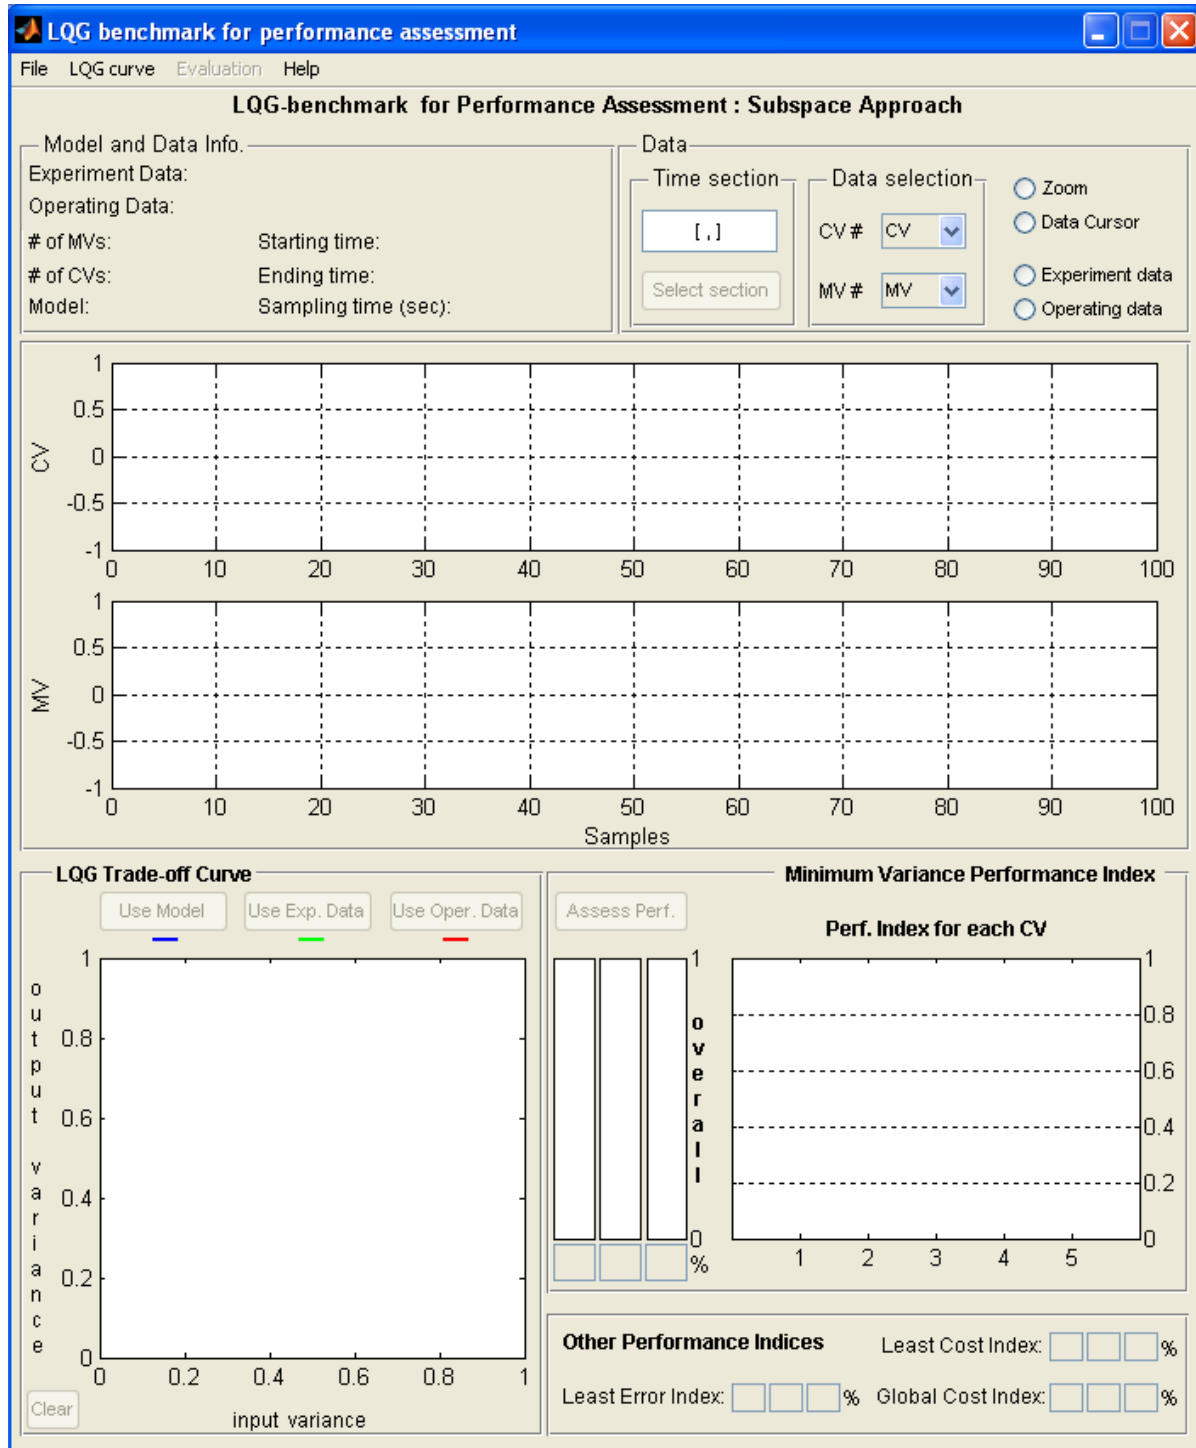 LQG benchmark for performance assessment
File LQG curve Evaluation Help
LQG-benchmark for Performance Assessment : Subspace Approach
Model and Data Info.
Experiment Data:
Operating Data:
# of MVs: Starting time:
# of CVs: Ending time:
Model: Sampling time (sec):
Data
Time section
[ , ]
Select section
Data selection
CV # CV
MV # MV
Zoom
Data Cursor
Experiment data
Operating data
CV
1
0.5
0
-0.5
-1
0 10 20 30 40 50 60 70 80 90 100
MV
1
0.5
0
-0.5
-1
0 10 20 30 40 50 60 70 80 90 100
Samples
LQG Trade-off Curve
Use Model Use Exp. Data Use Oper. Data
output variance
1
0.8
0.6
0.4
0.2
0
0 0.2 0.4 0.6 0.8 1
Clear
input variance
Minimum Variance Performance Index
Assess Perf.
1
overall
0
%
Perf. Index for each CV
1
0.8
0.6
0.4
0.2
0
1 2 3 4 5
Other Performance Indices
Least Cost Index: %
Least Error Index: % Global Cost Index: %